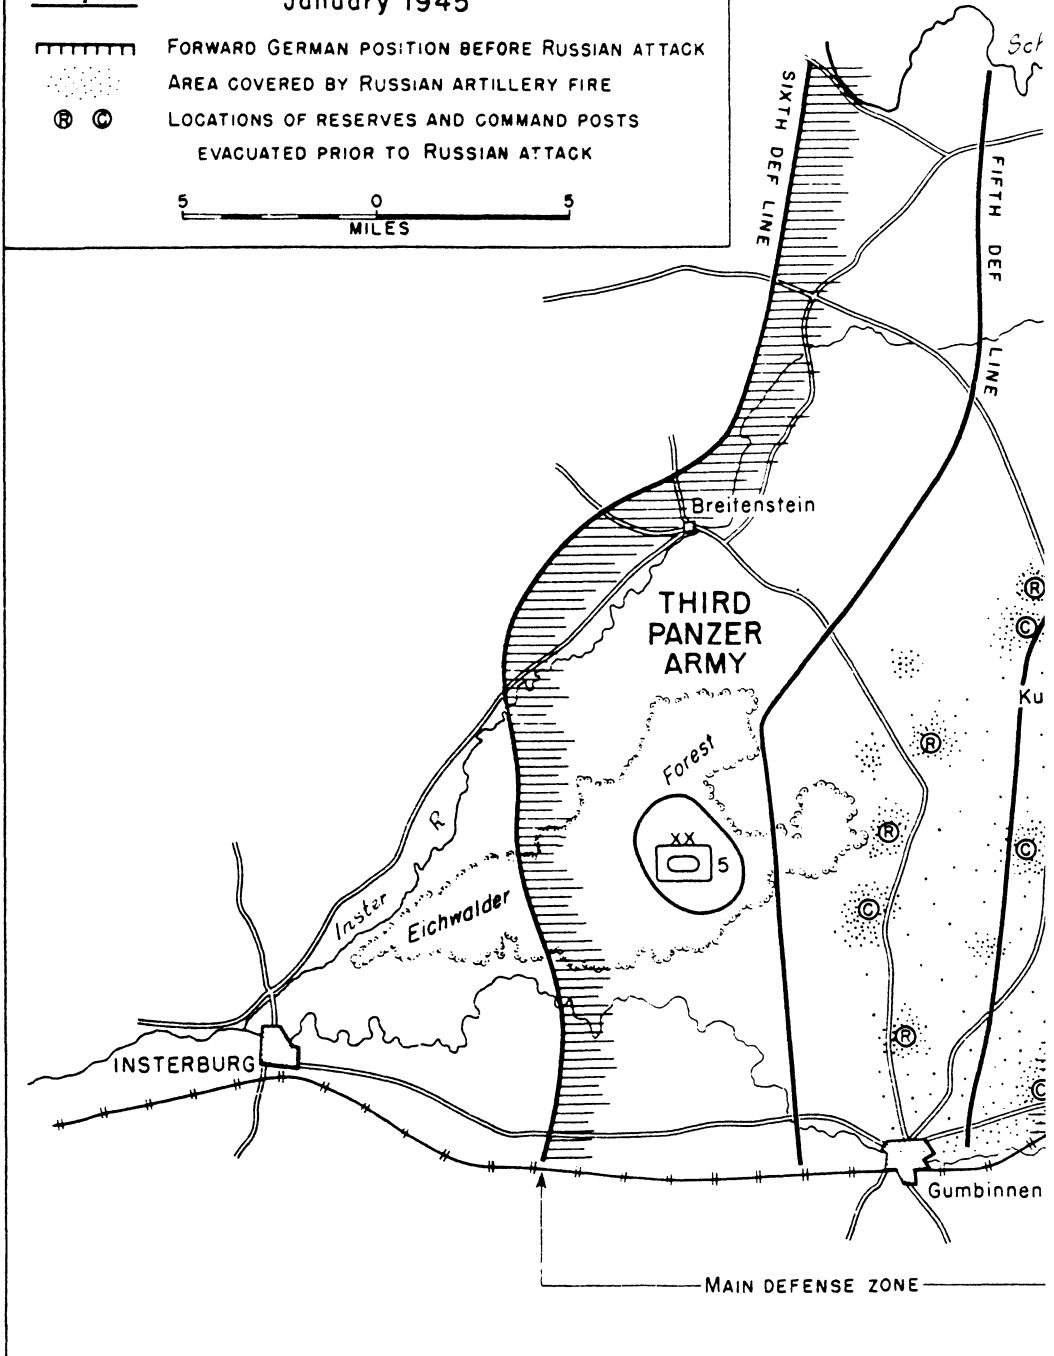 January 1945
FORWARD GERMAN POSITION BEFORE RUSSIAN ATTACK
AREA COVERED BY RUSSIAN ARTILLERY FIRE
R C LOCATIONS OF RESERVES AND COMMAND POSTS
EVACUATED PRIOR TO RUSSIAN ATTACK
5 0 5
MILES
Sch
SIXTH DEF LINE
FIFTH DEF LINE
Breitenstein
THIRD
PANZER
ARMY
R
C
Ku
R
Forest
R
XX
5
C
C
R
Inster R
Eichwalder
R
INSTERBURG
C
Gumbinnen
MAIN DEFENSE ZONE